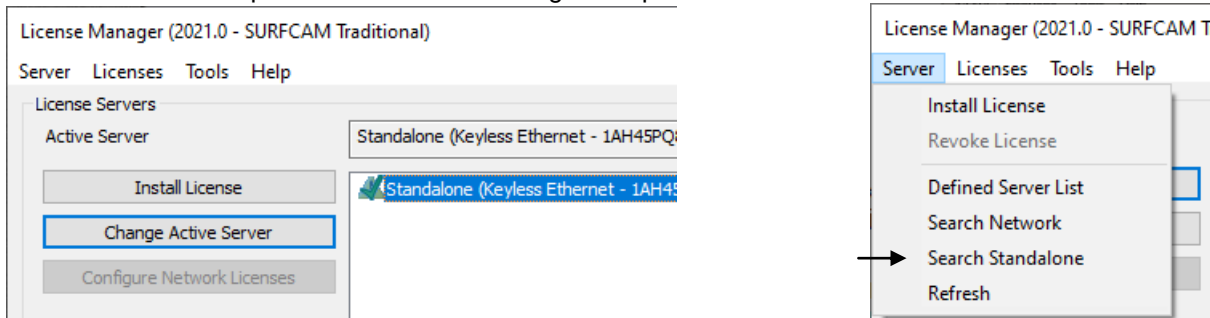 License Manager (2021.0 - SURFCAM Traditional)
Server Licenses Tools Help
License Servers
Active Server
Standalone (Keyless Ethernet - 1AH45PQ
Install License
Standalone (Keyless Ethernet - 1AH45
Change Active Server
Configure Network Licenses
License Manager (2021.0 - SURFCAM T
Server Licenses Tools Help
Install License
Revoke License
Defined Server List
Search Network
Search Standalone
Refresh